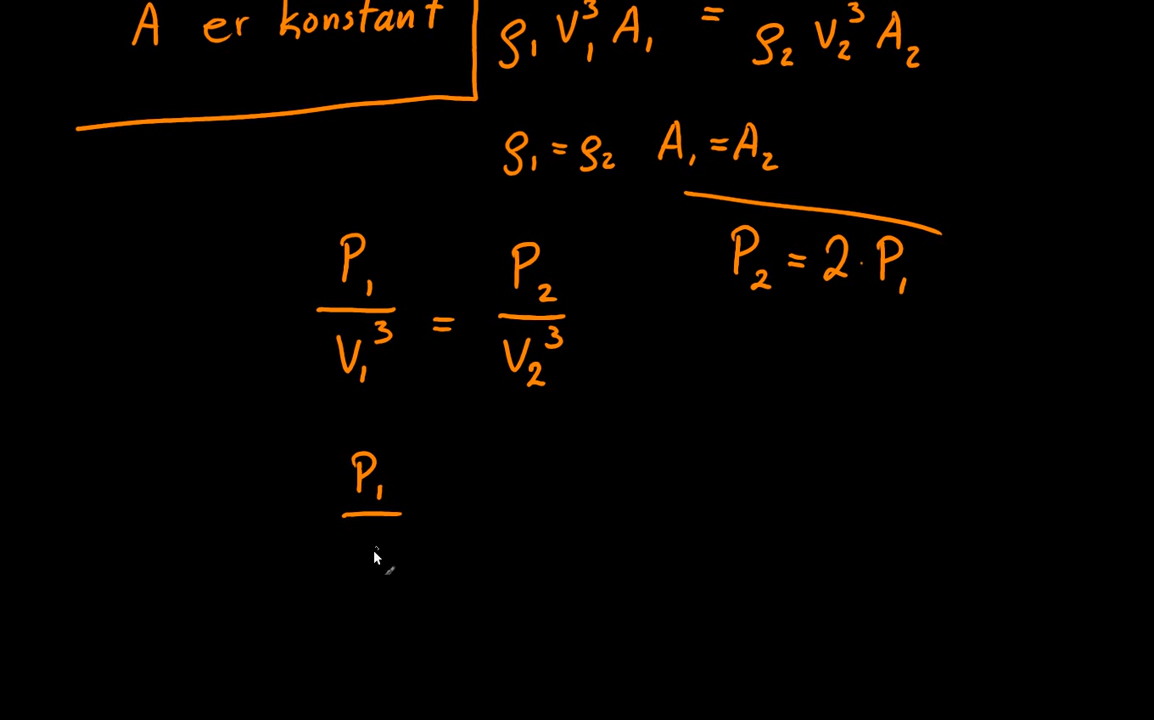 A er konstant
ρ₁ V₁³ A₁ = ρ₂ V₂³ A₂
ρ₁ = ρ₂ A₁ = A₂
P₂ = 2 · P₁
P₁ / V₁³ = P₂ / V₂³
P₁